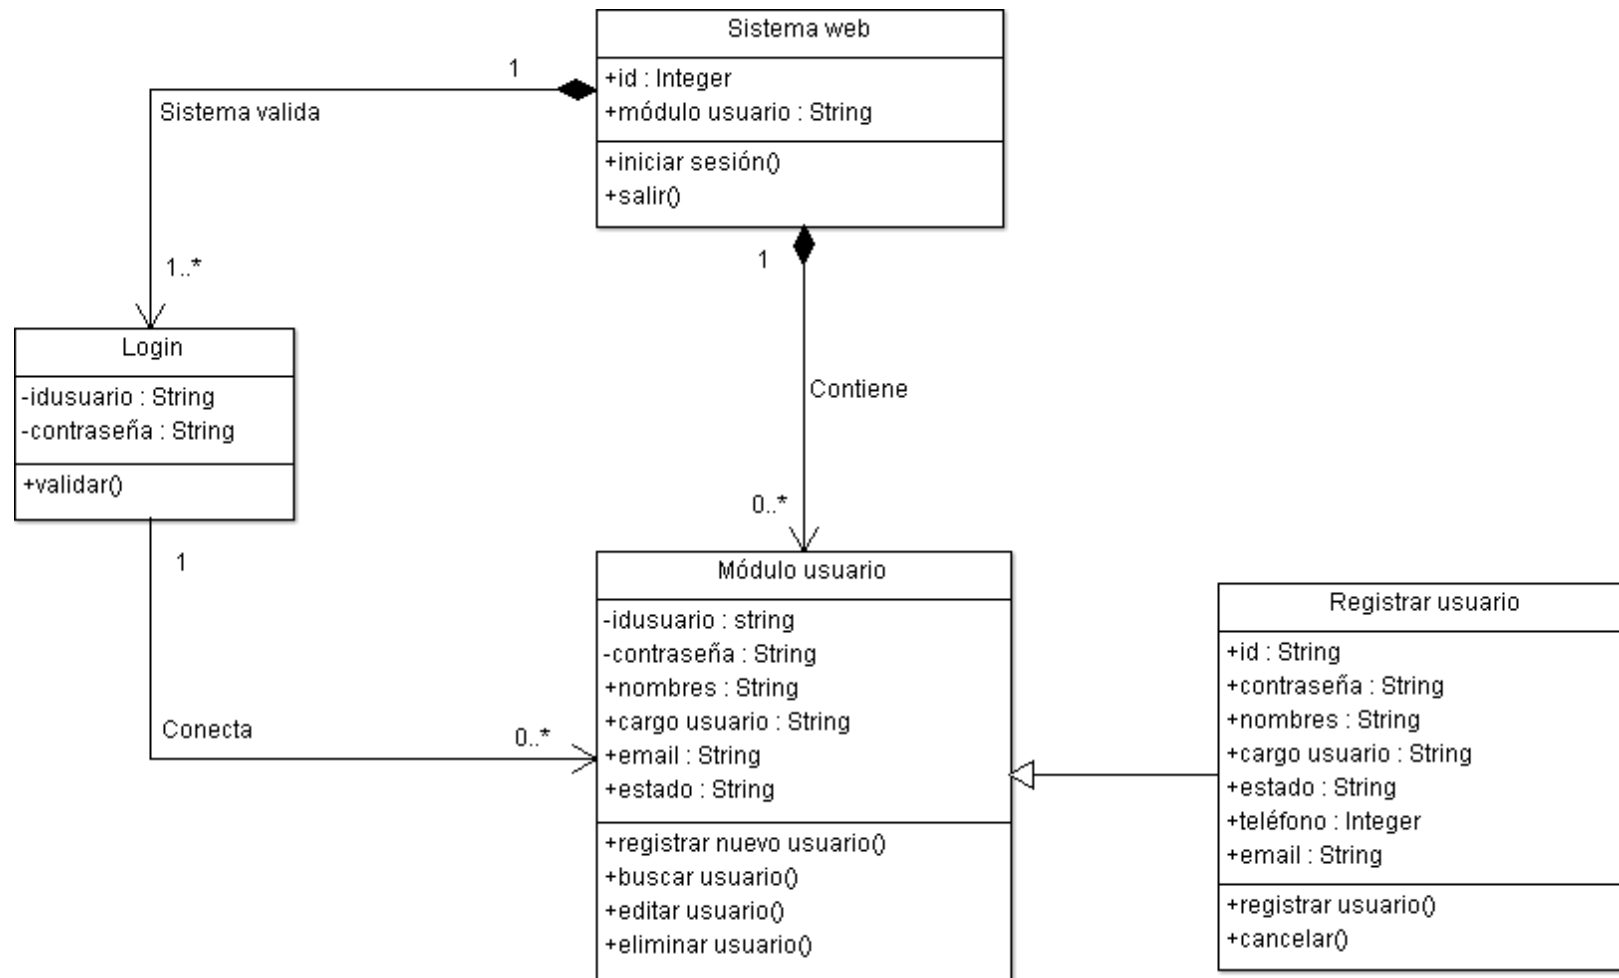 Sistema web
+id : Integer
+módulo usuario : String
+iniciar sesión()
+salir()
1
Sistema valida
1..*
1
Contiene
0..*
Login
-idusuario : String
-contraseña : String
+validar()
1
Conecta
0..*
Módulo usuario
-idusuario : string
-contraseña : String
+nombres : String
+cargo usuario : String
+email : String
+estado : String
+registrar nuevo usuario()
+buscar usuario()
+editar usuario()
+eliminar usuario()
Registrar usuario
+id : String
+contraseña : String
+nombres : String
+cargo usuario : String
+estado : String
+teléfono : Integer
+email : String
+registrar usuario()
+cancelar()